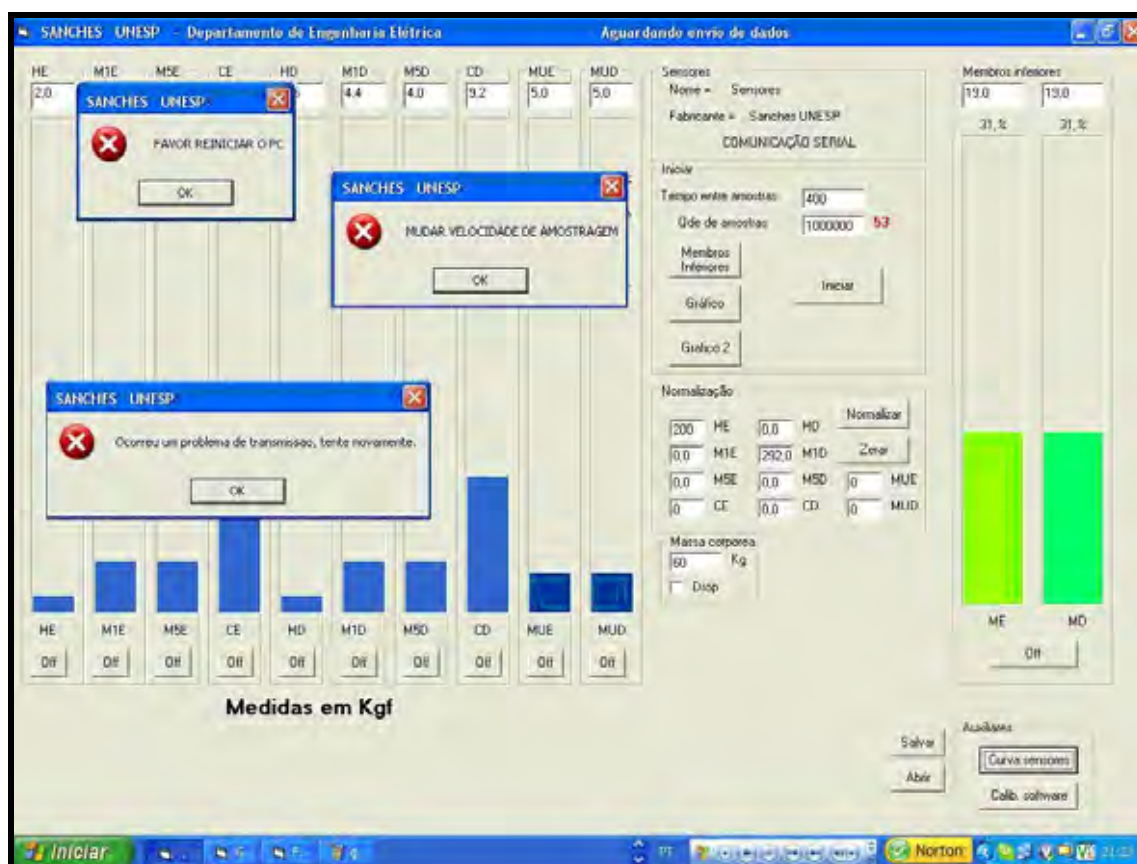 SANCHES UNESP - Departamento de Engenharia Elétrica Aguardando envio de dados
HE M1E M5E CE HD M1D M5D CD MUE MUD
2,0 4.4 4.0 9.2 5,0 5,0
SANCHES UNESP
FAVOR REINICIAR O PC
OK
SANCHES UNESP
MUDAR VELOCIDADE DE AMOSTRAGEM
OK
SANCHES UNESP
Ocorreu um problema de transmissao, tente novamente.
OK
HE M1E M5E CE HD M1D M5D CD MUE MUD
Off Off Off Off Off Off Off Off Off Off
Medidas em Kgf
Sensores
Nome = Sensores
Fabricante = Sanches UNESP
COMUNICAÇÃO SERIAL
Iniciar
Tempo entre amostras 400
Qde de amostras 1000000 53
Membros
Inferiores
Iniciar
Gráfico
Grafico 2
Normalização
200 HE 0,0 HD Normalizar
0,0 M1E 292,0 M1D Zerar
0,0 M5E 0,0 M5D 0 MUE
0 CE 0,0 CD 0 MUD
Massa corporea
60 Kg
Disp
Membros inferiores
19,0 19,0
31,% 31,%
ME MD
Off
Salvar
Abrir
Auxiliares
Curva sensores
Calib. software
Iniciar
PT
Norton